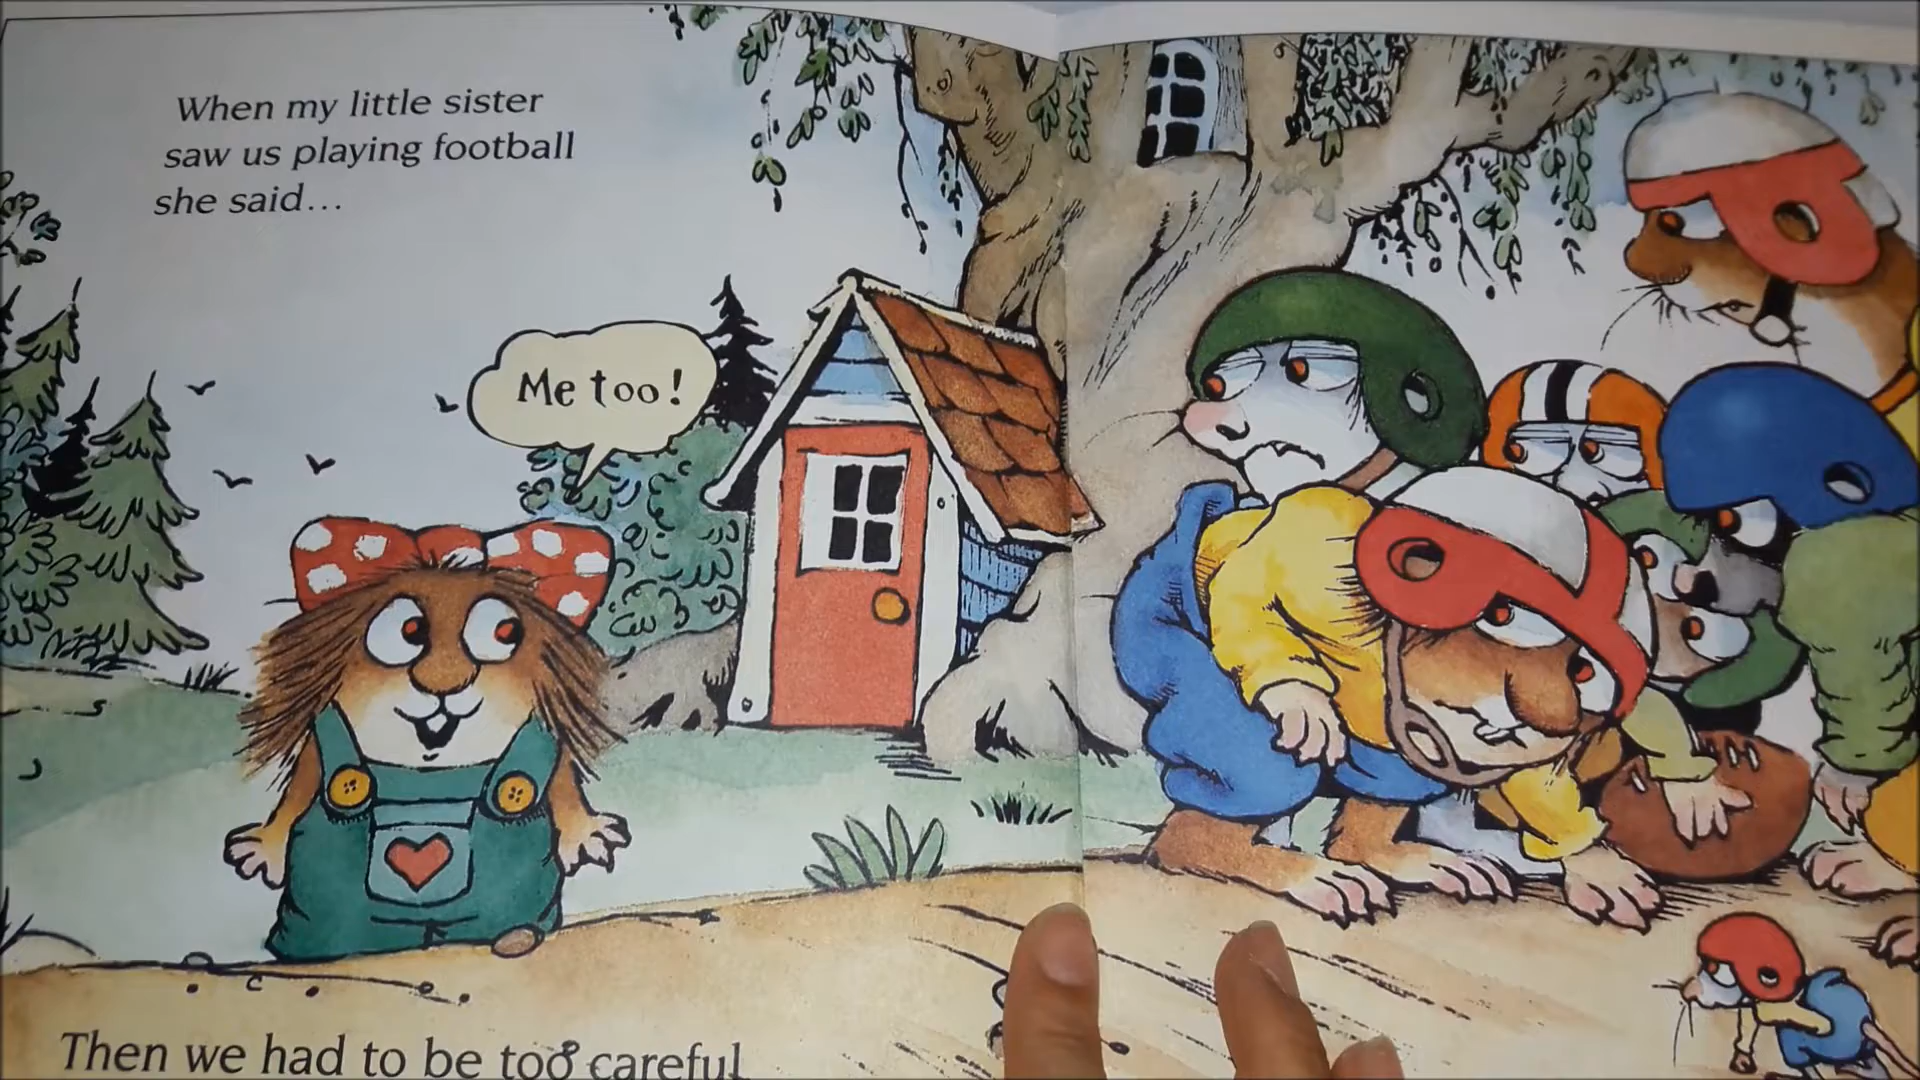 When my little sister
saw us playing football
she said...
Me too!
Then we had to be too careful